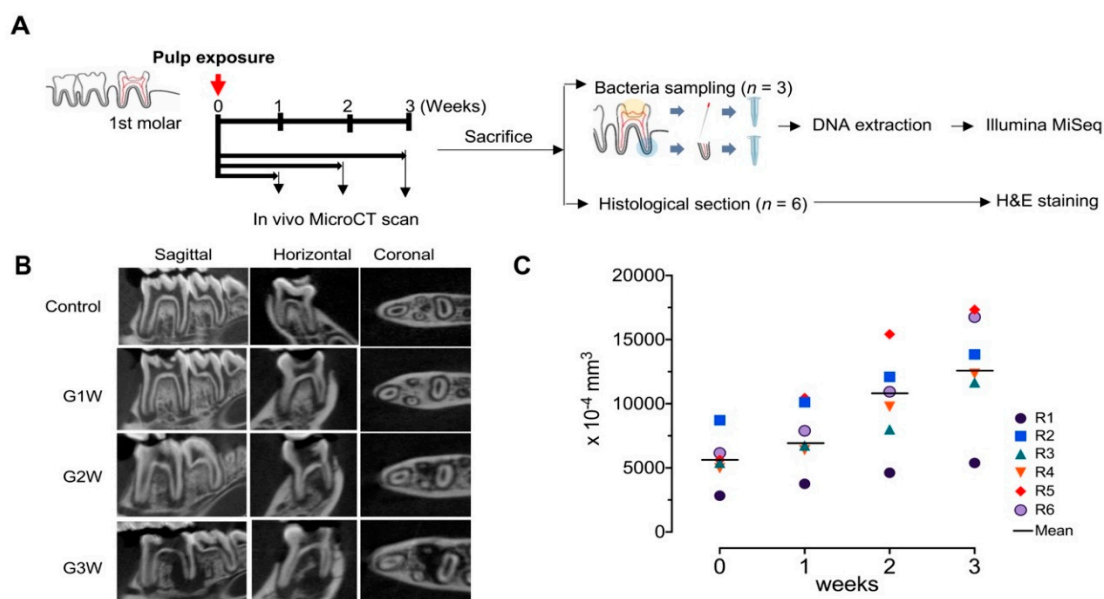 A
Pulp exposure
0 1 2 3 (Weeks)
1st molar
In vivo MicroCT scan
Sacrifice
Bacteria sampling (n = 3)
DNA extraction
Illumina MiSeq
Histological section (n = 6)
H&E staining
B
Sagittal Horizontal Coronal
Control
G1W
G2W
G3W
C
x 10⁻⁴ mm³
20000
15000
10000
5000
0
0 1 2 3
weeks
R1
R2
R3
R4
R5
R6
Mean